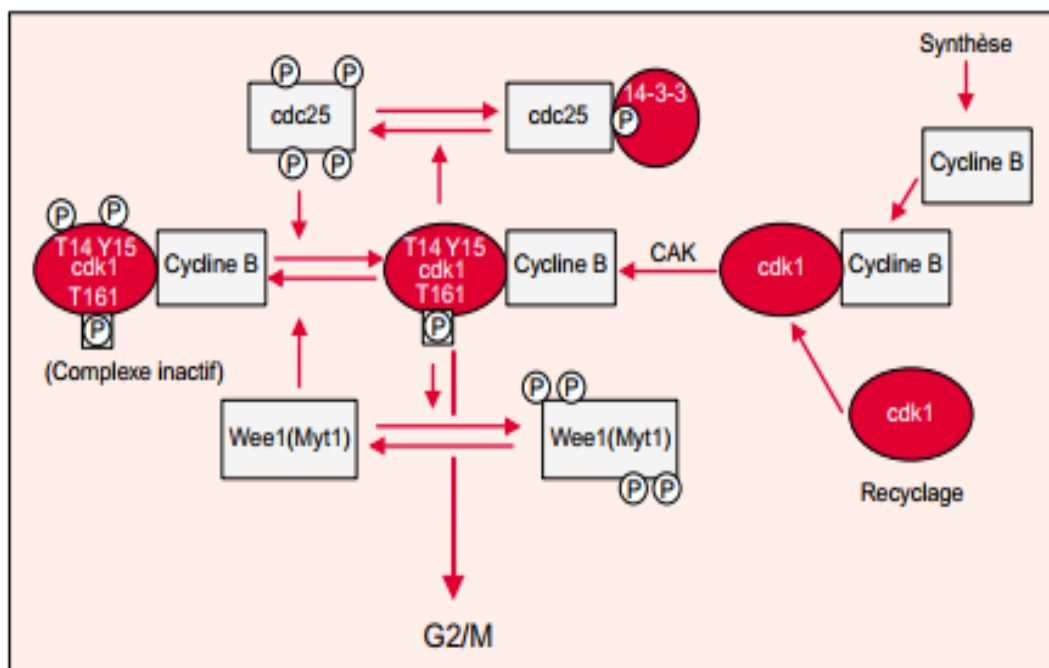 Synthèse
P P
cdc25
P P
cdc25
14-3-3
P
Cycline B
P P
T14 Y15
cdk1
T161
P
Cycline B
(Complexe inactif)
T14 Y15
cdk1
T161
P
Cycline B
CAK
cdk1
Cycline B
cdk1
Recyclage
Wee1(Myt1)
P P
Wee1(Myt1)
P P
G2/M